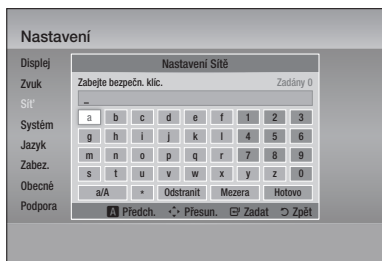 Nastavení
Displej
Zvuk
Síť
Systém
Jazyk
Zabez.
Obecné
Podpora
Nastavení Sítě
Zabejte bezpečn. klíc. Zadány 0
_
a b c d e f 1 2 3
g h i j k l 4 5 6
m n o p q r 7 8 9
s t u v w x y z 0
a/A * Odstranit Mezera Hotovo
A Předch. Přesun. Zadat Zpět